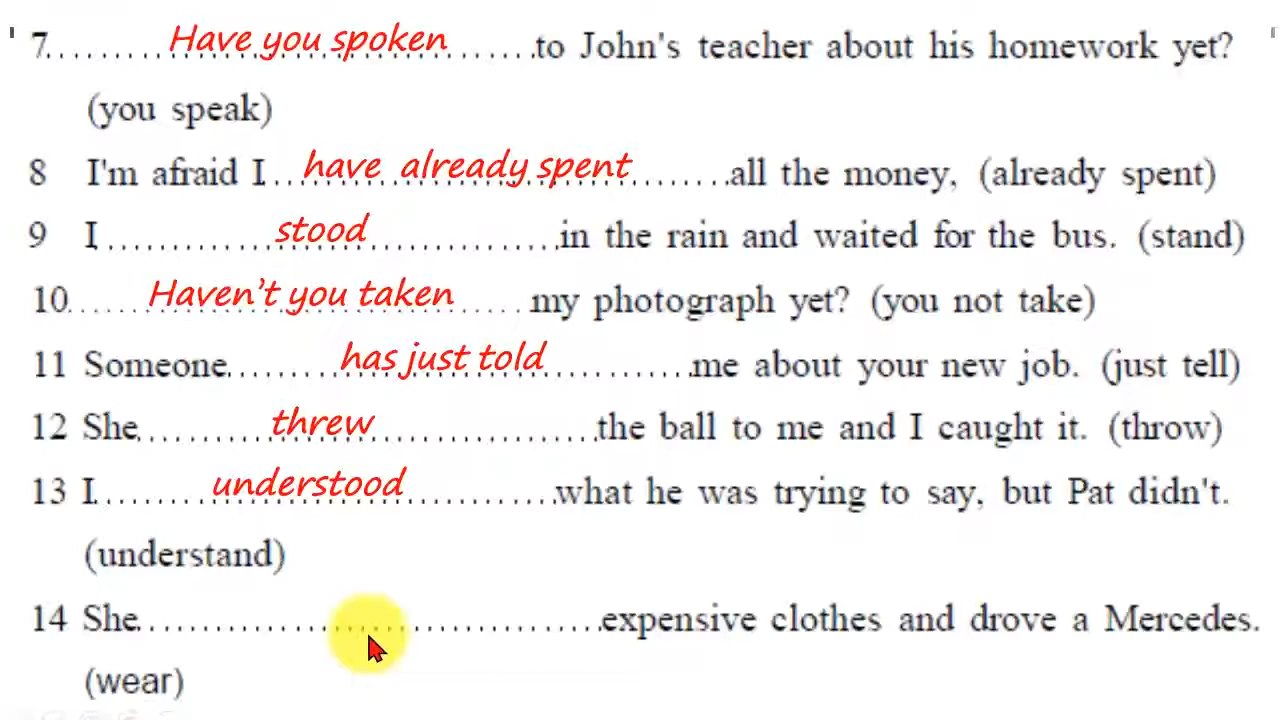 7. . . . . . . . . Have you spoken . . . . . . . .to John's teacher about his homework yet?
(you speak)
8 I'm afraid I . . have already spent . . . . . . . .all the money, (already spent)
9 I . . . . . . . . . . . . stood . . . . . . . . . . . . .in the rain and waited for the bus. (stand)
10. . . . . . Haven't you taken . . . . . .my photograph yet? (you not take)
11 Someone. . . . . . . . has just told . . . . . . . . . . .me about your new job. (just tell)
12 She. . . . . . . . . . threw . . . . . . . . . . . . . . .the ball to me and I caught it. (throw)
13 I. . . . . . . . understood . . . . . . . . . . .what he was trying to say, but Pat didn't.
(understand)
14 She. . . . . . . . . . . . . . . . . . . . . . . . . . . . . . . . . . .expensive clothes and drove a Mercedes.
(wear)